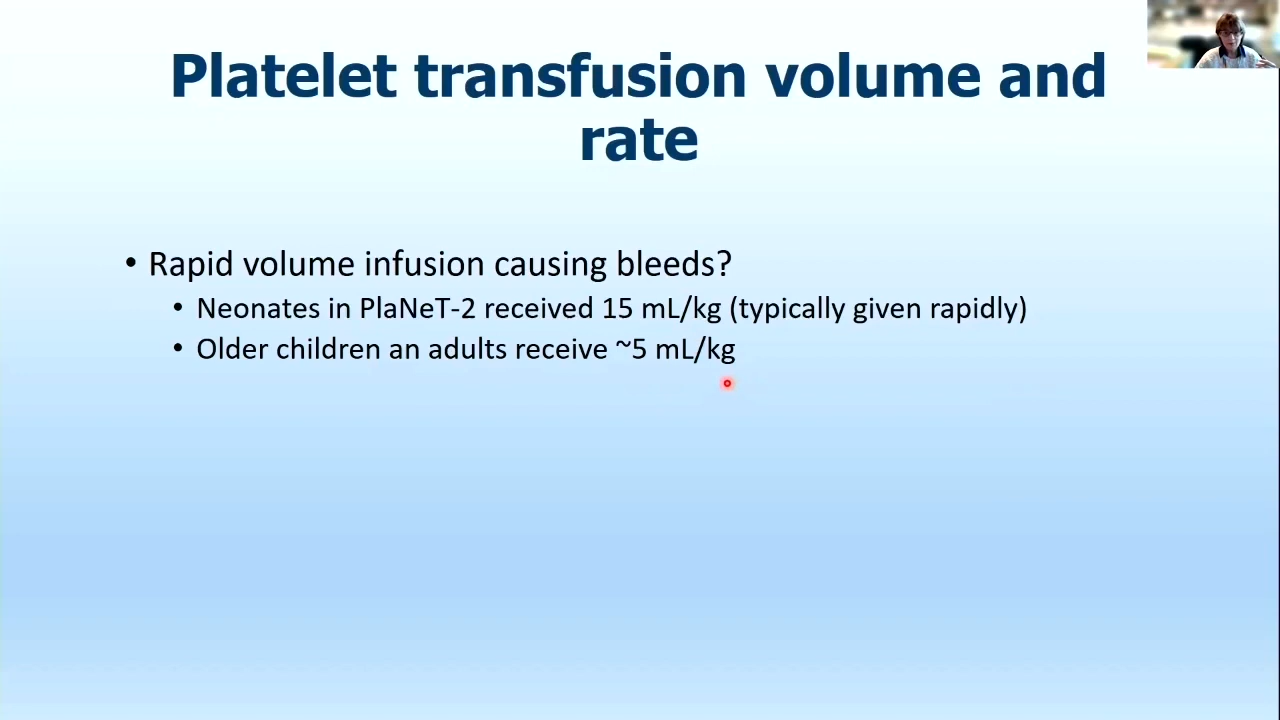 Platelet transfusion volume and
rate
• Rapid volume infusion causing bleeds?
• Neonates in PlaNeT-2 received 15 mL/kg (typically given rapidly)
• Older children an adults receive ~5 mL/kg